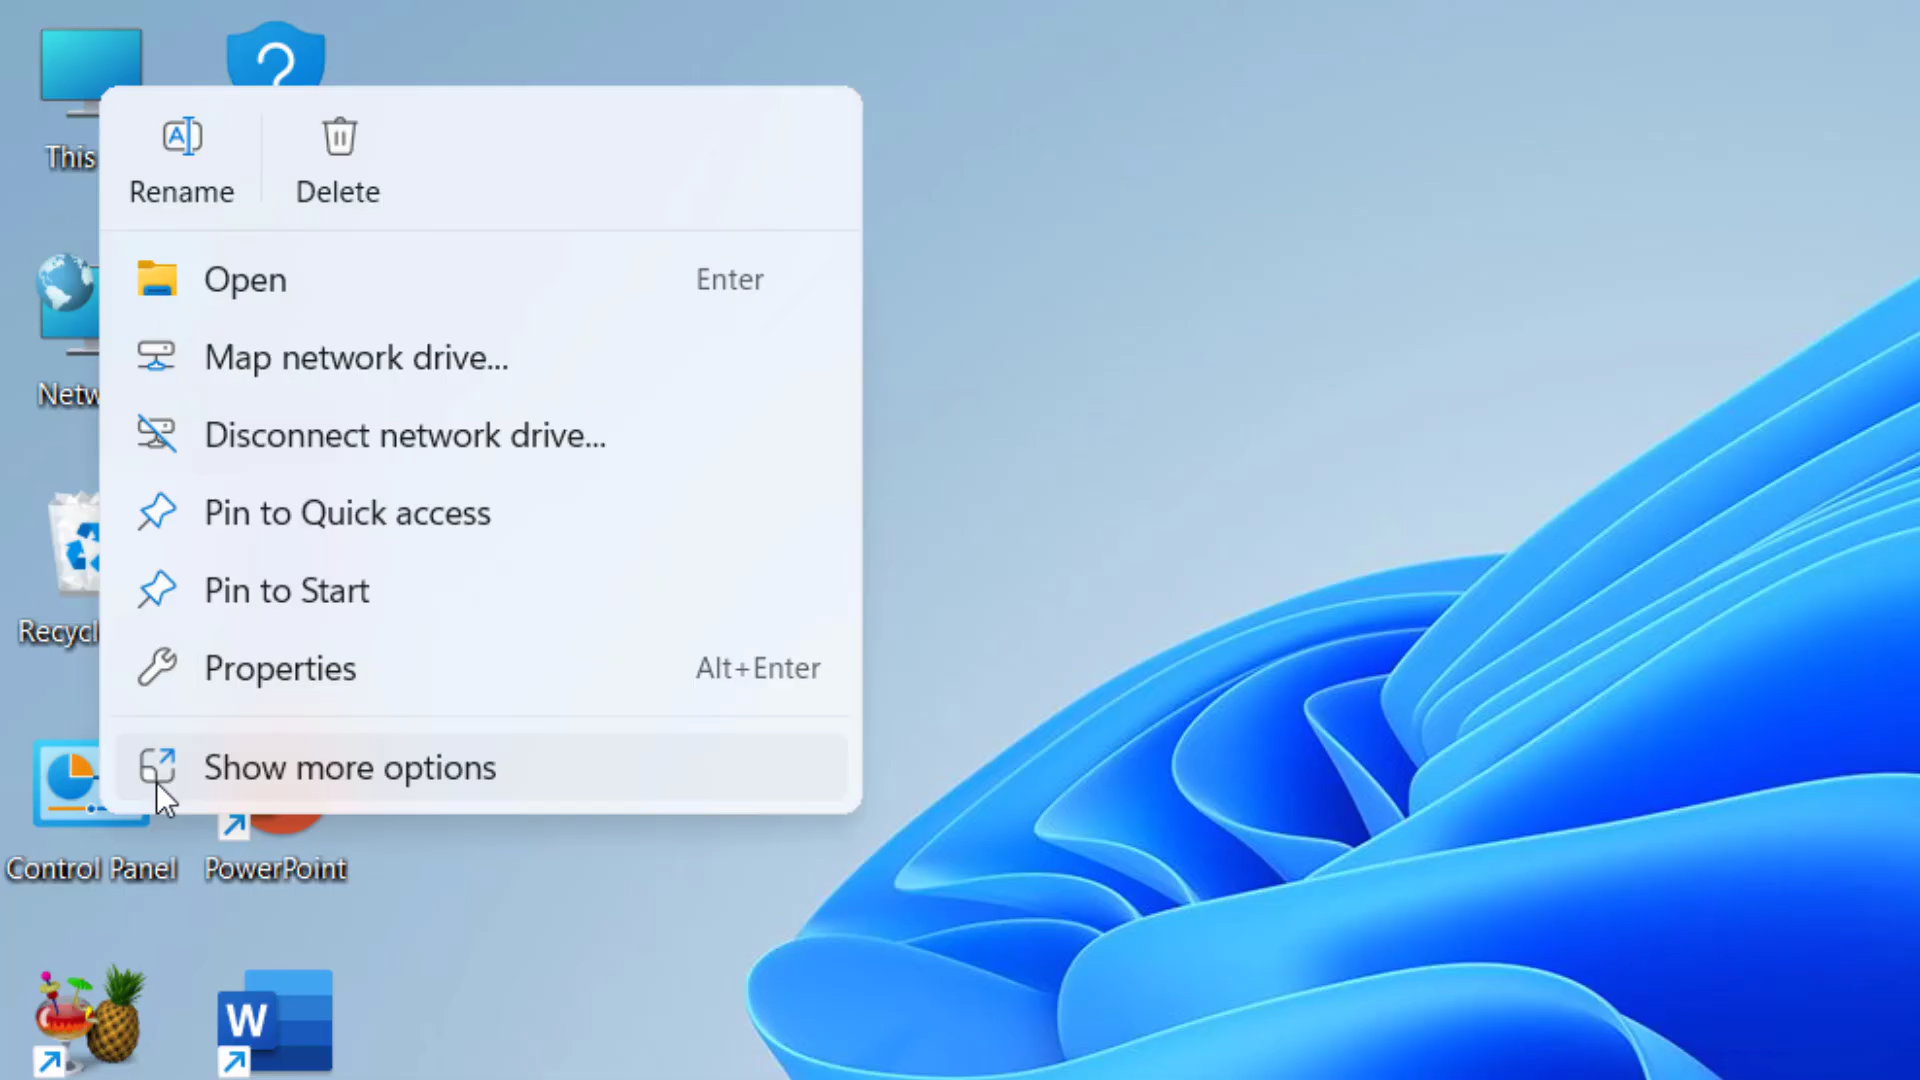 This
Rename
Delete
Open Enter
Map network drive...
Netw
Disconnect network drive...
Pin to Quick access
Pin to Start
Recycl
Properties Alt+Enter
Show more options
Control Panel
PowerPoint
W